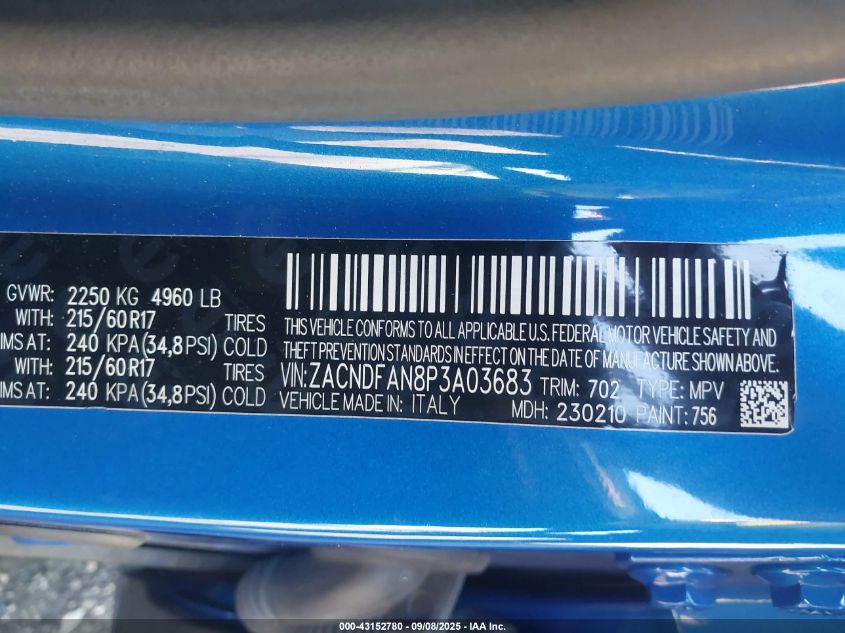 GVWR: 2250 KG 4960 LB
WITH: 215/60R17 TIRES
IMS AT: 240 KPA(34,8PSI) COLD
WITH: 215/60R17 TIRES
IMS AT: 240 KPA(34,8PSI) COLD
THIS VEHICLE CONFORMS TO ALL APPLICABLE U.S. FEDERAL MOTOR VEHICLE SAFETY AND
THEFT PREVENTION STANDARDS IN EFFECT ON THE DATE OF MANUFACTURE SHOWN ABOVE.
VIN: ZACNDFAN8P3A03683 TRIM: 702 TYPE: MPV
VEHICLE MADE IN: ITALY MDH: 230210 PAINT: 756
000-43152780 - 09/08/2025 - IAA Inc.